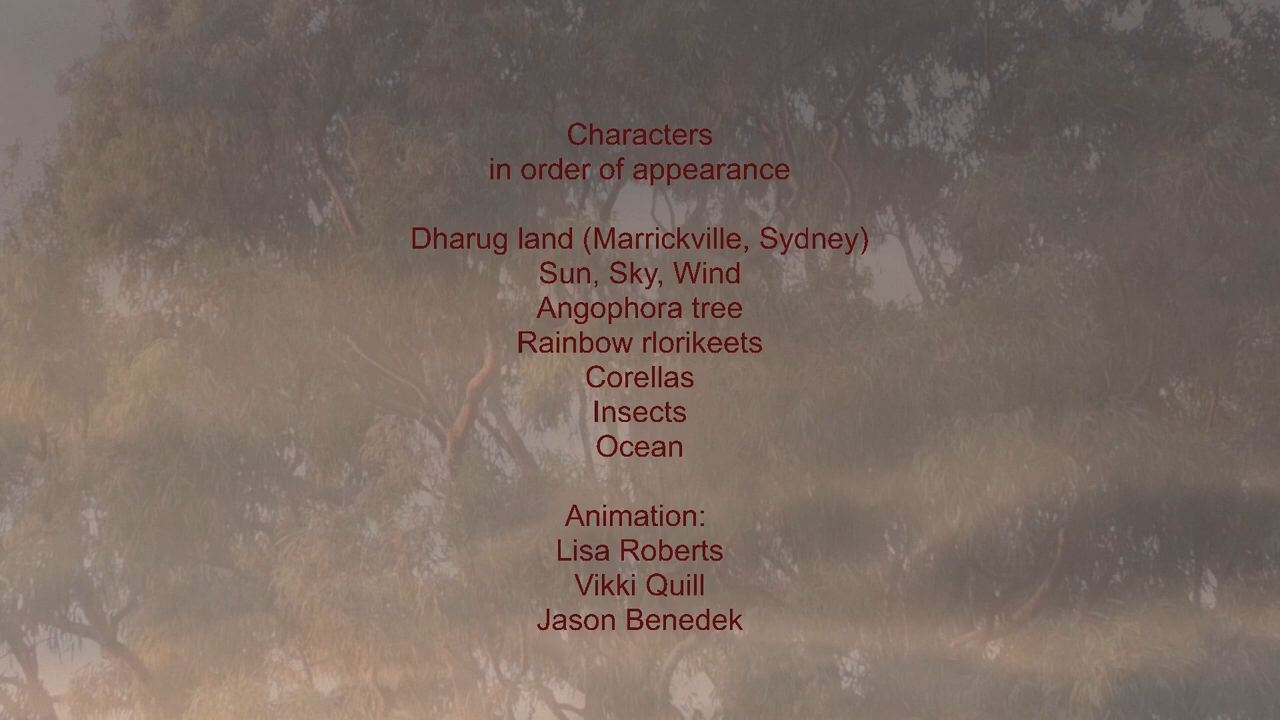 Characters
in order of appearance
Dharug land (Marrickville, Sydney)
Sun, Sky, Wind
Angophora tree
Rainbow rlorikeets
Corellas
Insects
Ocean
Animation:
Lisa Roberts
Vikki Quill
Jason Benedek